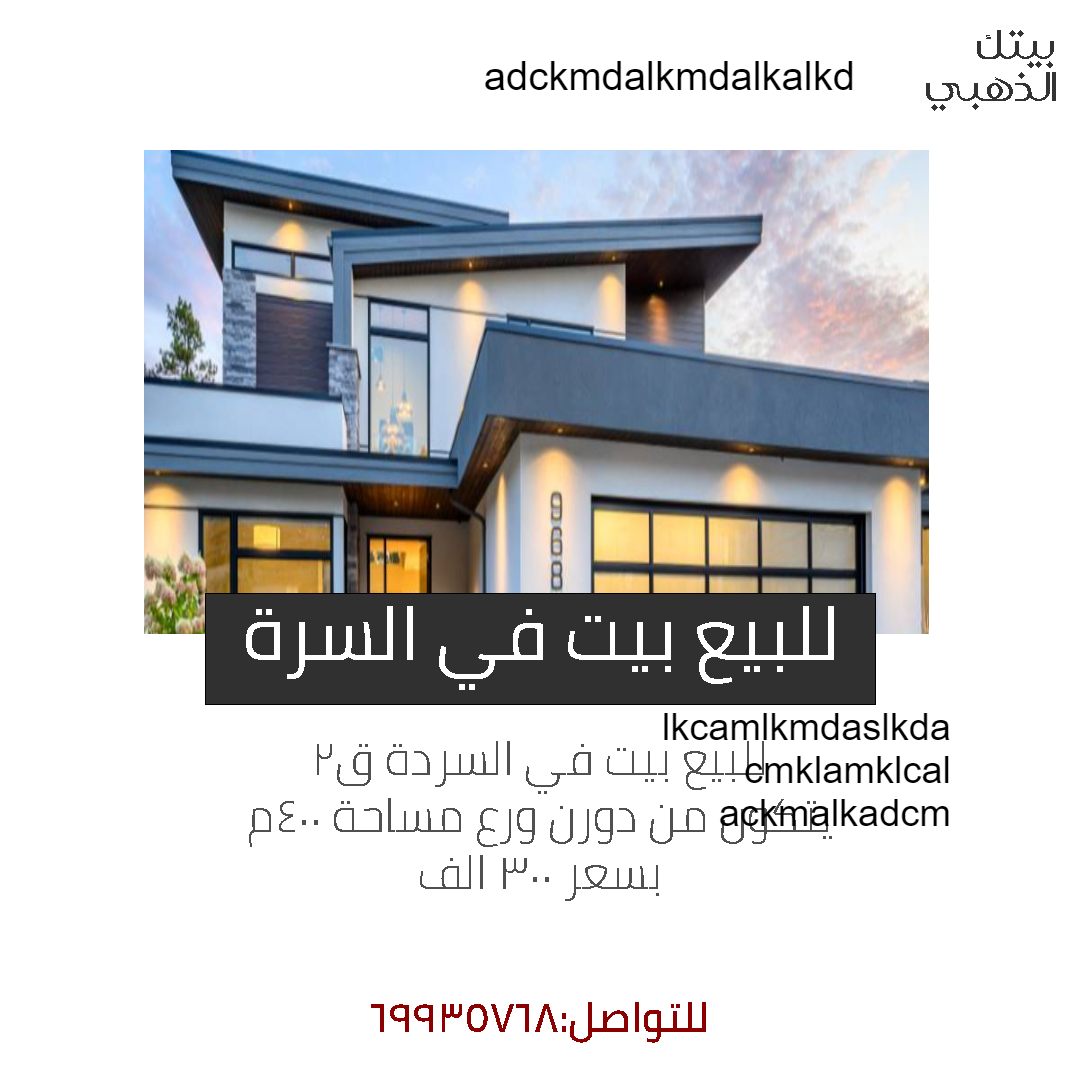 بيتك
الذهبي
adckmdalkmdalkalkd
968
للبيع بيت في السرة
lkcamlkmdaslkda
للبيع بيت في السردة ق٢
cmklamklcal
يتكون من دورن ورع مساحة ٤٠٠م
ackmalkadcm
بسعر ٣٠٠ الف
للتواصل:٦٩٩٣٥٧٦٨